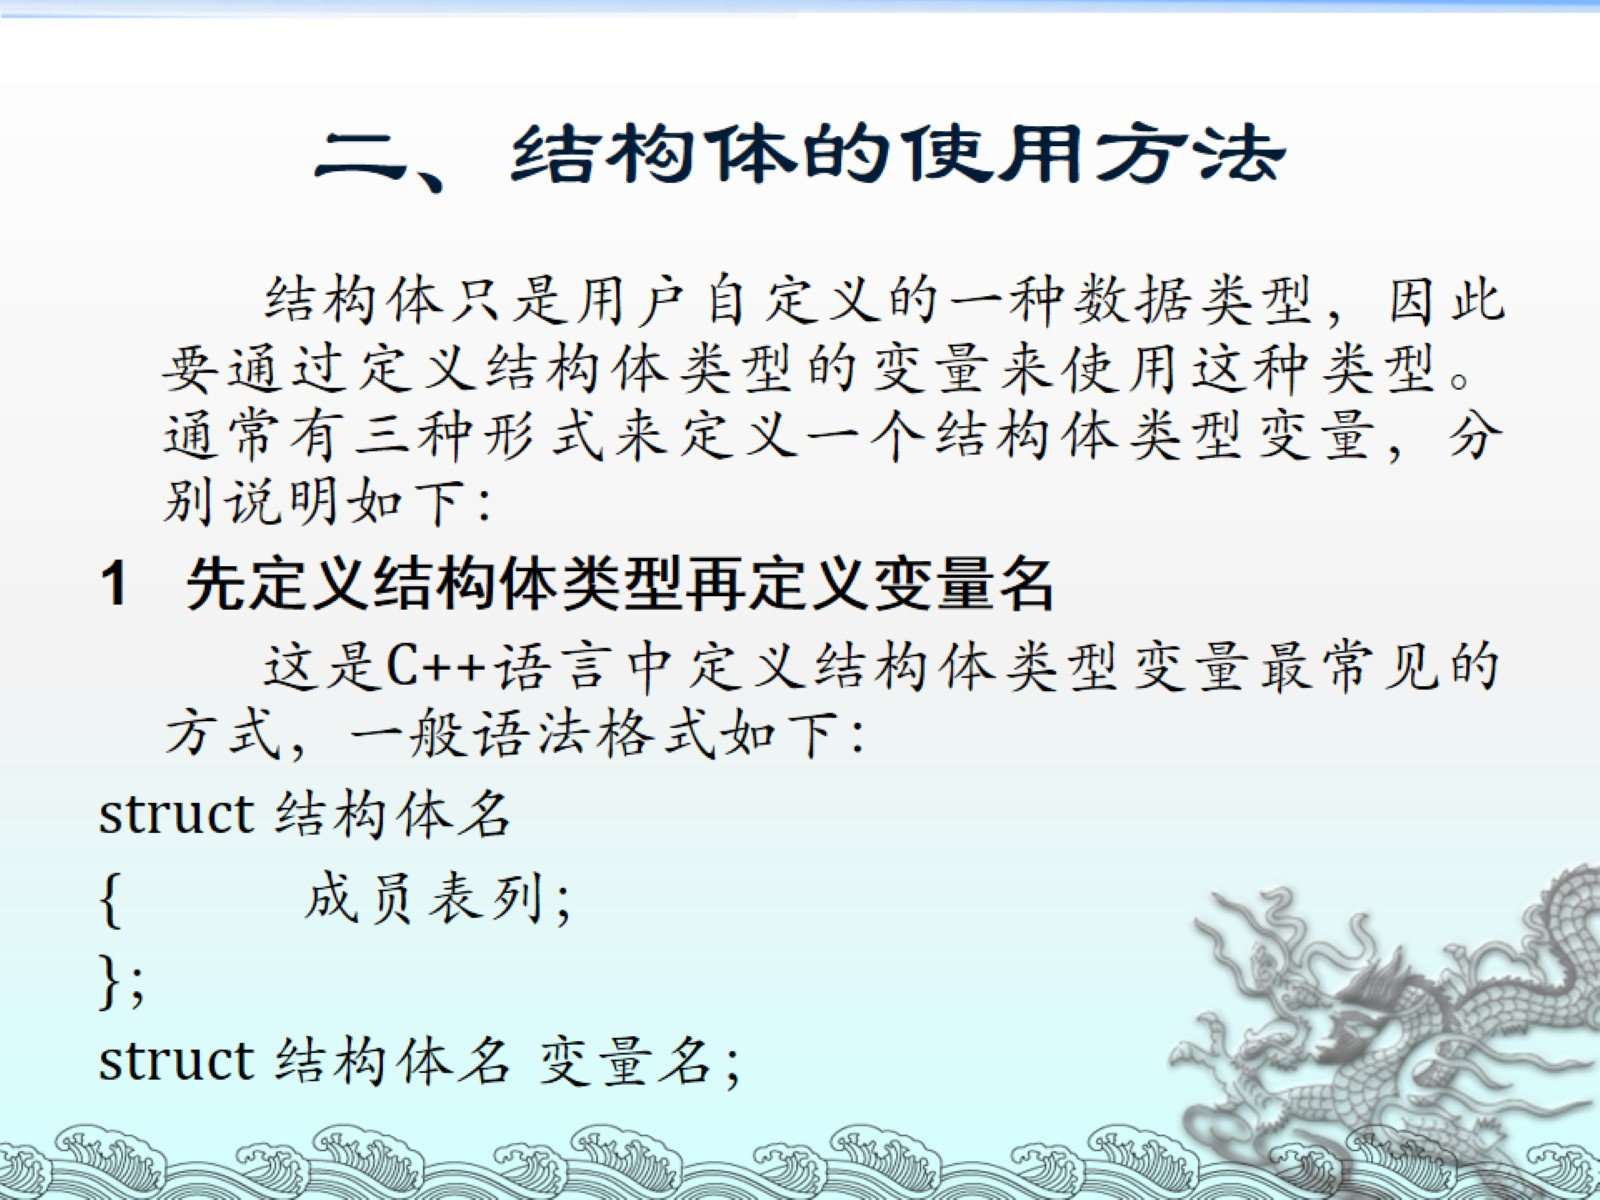 二、结构体的使用方法
结构体只是用户自定义的一种数据类型，因此
要通过定义结构体类型的变量来使用这种类型。
通常有三种形式来定义一个结构体类型变量，分
别说明如下：
1 先定义结构体类型再定义变量名
这是C++语言中定义结构体类型变量最常见的
方式，一般语法格式如下：
struct 结构体名
{ 成员表列;
};
struct 结构体名 变量名;